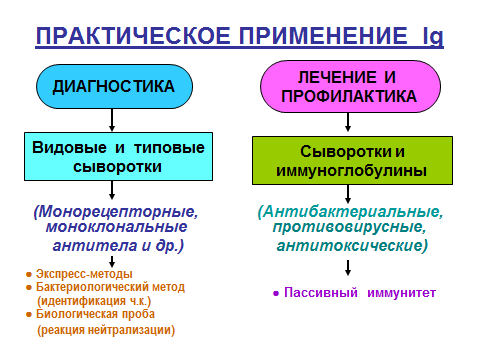 ПРАКТИЧЕСКОЕ ПРИМЕНЕНИЕ Ig
ДИАГНОСТИКА
Видовые и типовые
сыворотки
(Монорецепторные,
моноклональные
антитела и др.)
● Экспресс-методы
● Бактериологический метод
(идентификация ч.к.)
● Биологическая проба
(реакция нейтрализации)
ЛЕЧЕНИЕ И
ПРОФИЛАКТИКА
Сыворотки и
иммуноглобулины
(Антибактериальные,
противовирусные,
антитоксические)
● Пассивный иммунитет